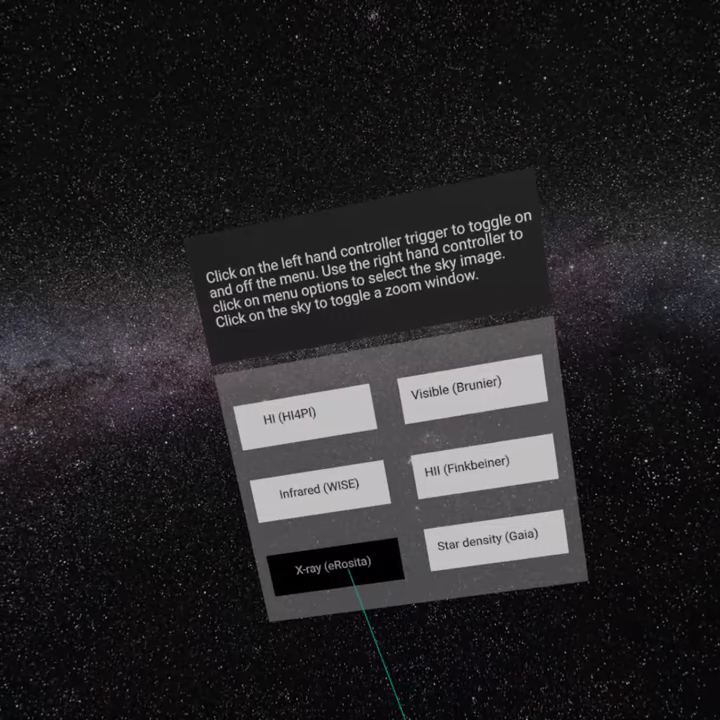 Click on the left hand controller trigger to toggle on
and off the menu. Use the right hand controller to
click on menu options to select the sky image.
Click on the sky to toggle a zoom window.
HI (HI4PI)
Visible (Brunier)
Infrared (WISE)
HII (Finkbeiner)
X-ray (eRosita)
Star density (Gaia)